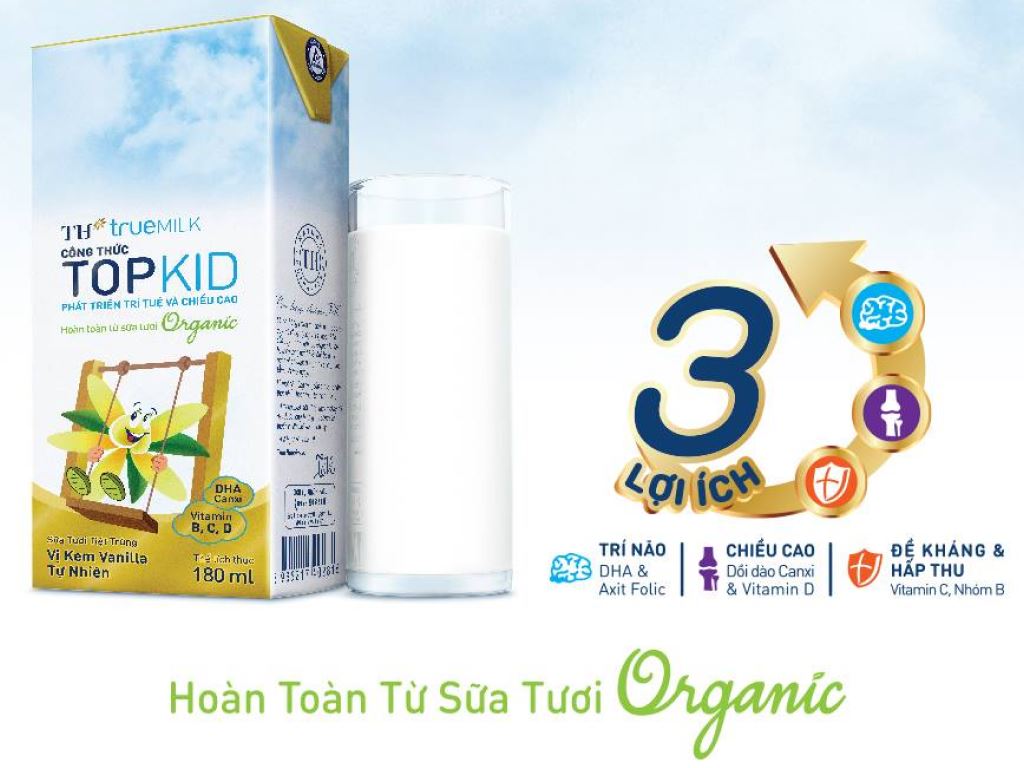 TH trueMILK
CÔNG THỨC
TOPKID
PHÁT TRIỂN TRÍ TUỆ VÀ CHIỀU CAO
Hoàn toàn từ sữa tươi Organic
DHA
Canxi
Vitamin
B, C, D
Sữa Tươi Tiệt Trùng
Vị Kem Vanilla
Tự Nhiên
Thể tích thực
180 ml
TH
3
LỢI ÍCH
TRÍ NÃO
DHA &
Axit Folic
CHIỀU CAO
Dồi dào Canxi
& Vitamin D
ĐỀ KHÁNG &
HẤP THU
Vitamin C, Nhóm B
Hoàn Toàn Từ Sữa Tươi Organic